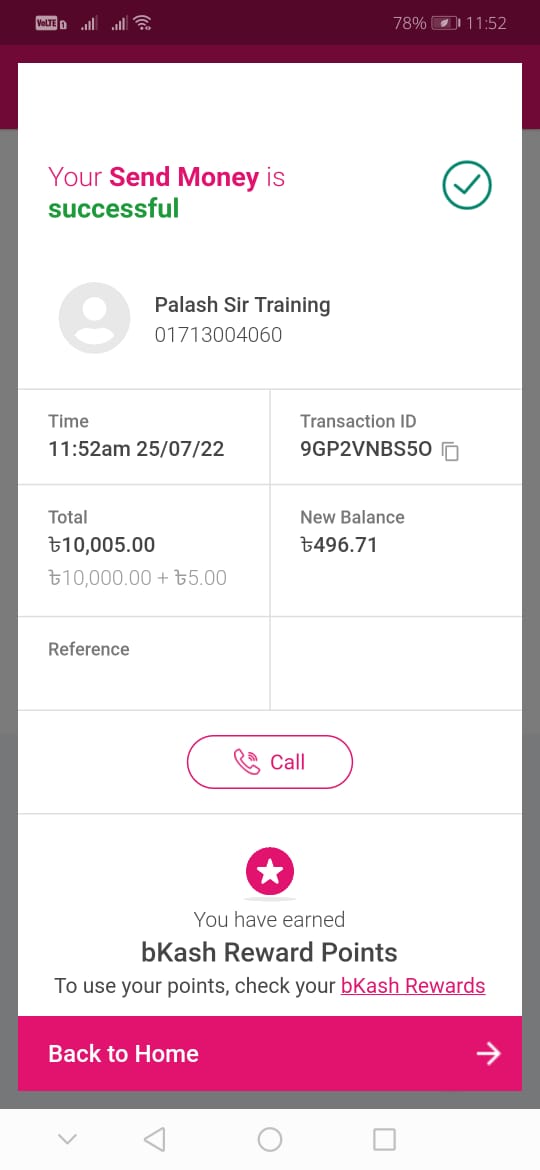 VoLTE
78% 11:52
Your Send Money is
successful
Palash Sir Training
01713004060
Time
11:52am 25/07/22
Transaction ID
9GP2VNBS5O
Total
৳10,005.00
৳10,000.00 + ৳5.00
New Balance
৳496.71
Reference
Call
You have earned
bKash Reward Points
To use your points, check your bKash Rewards
Back to Home